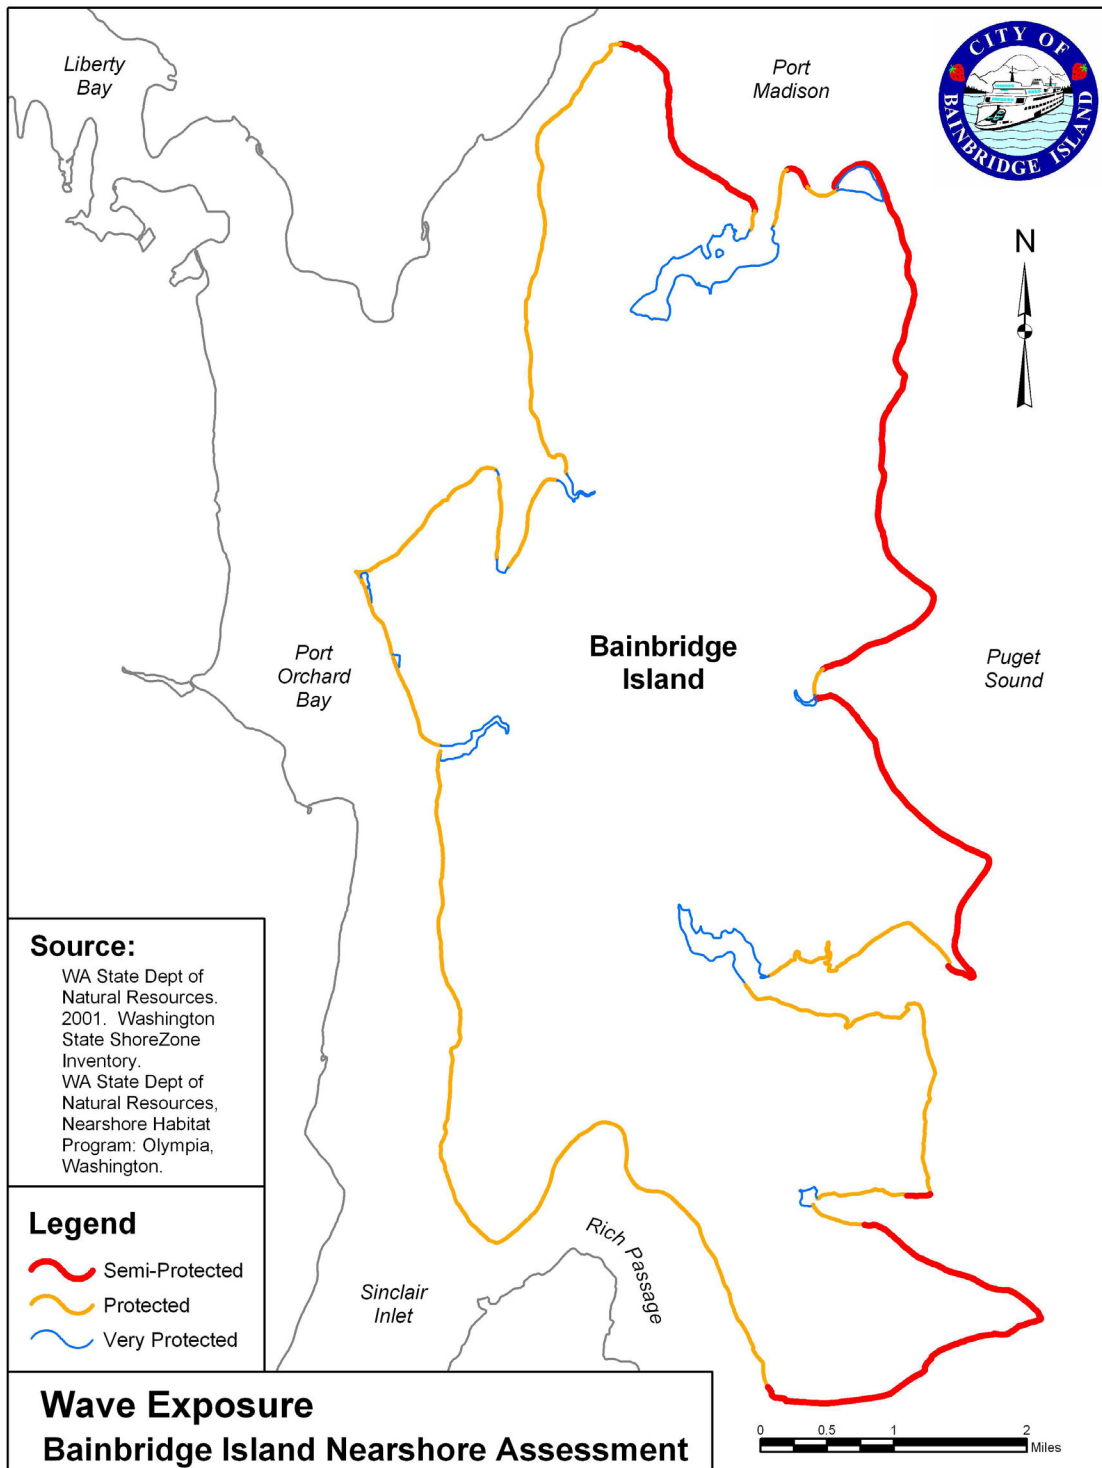 Liberty
Bay
Port
Madison
CITY OF
BAINBRIDGE ISLAND
N
Bainbridge
Island
Port
Orchard
Bay
Puget
Sound
Source:
WA State Dept of
Natural Resources.
2001. Washington
State ShoreZone
Inventory.
WA State Dept of
Natural Resources,
Nearshore Habitat
Program: Olympia,
Washington.
Legend
Semi-Protected
Protected
Very Protected
Rich Passage
Sinclair
Inlet
Wave Exposure
Bainbridge Island Nearshore Assessment
0 0.5 1 2
Miles